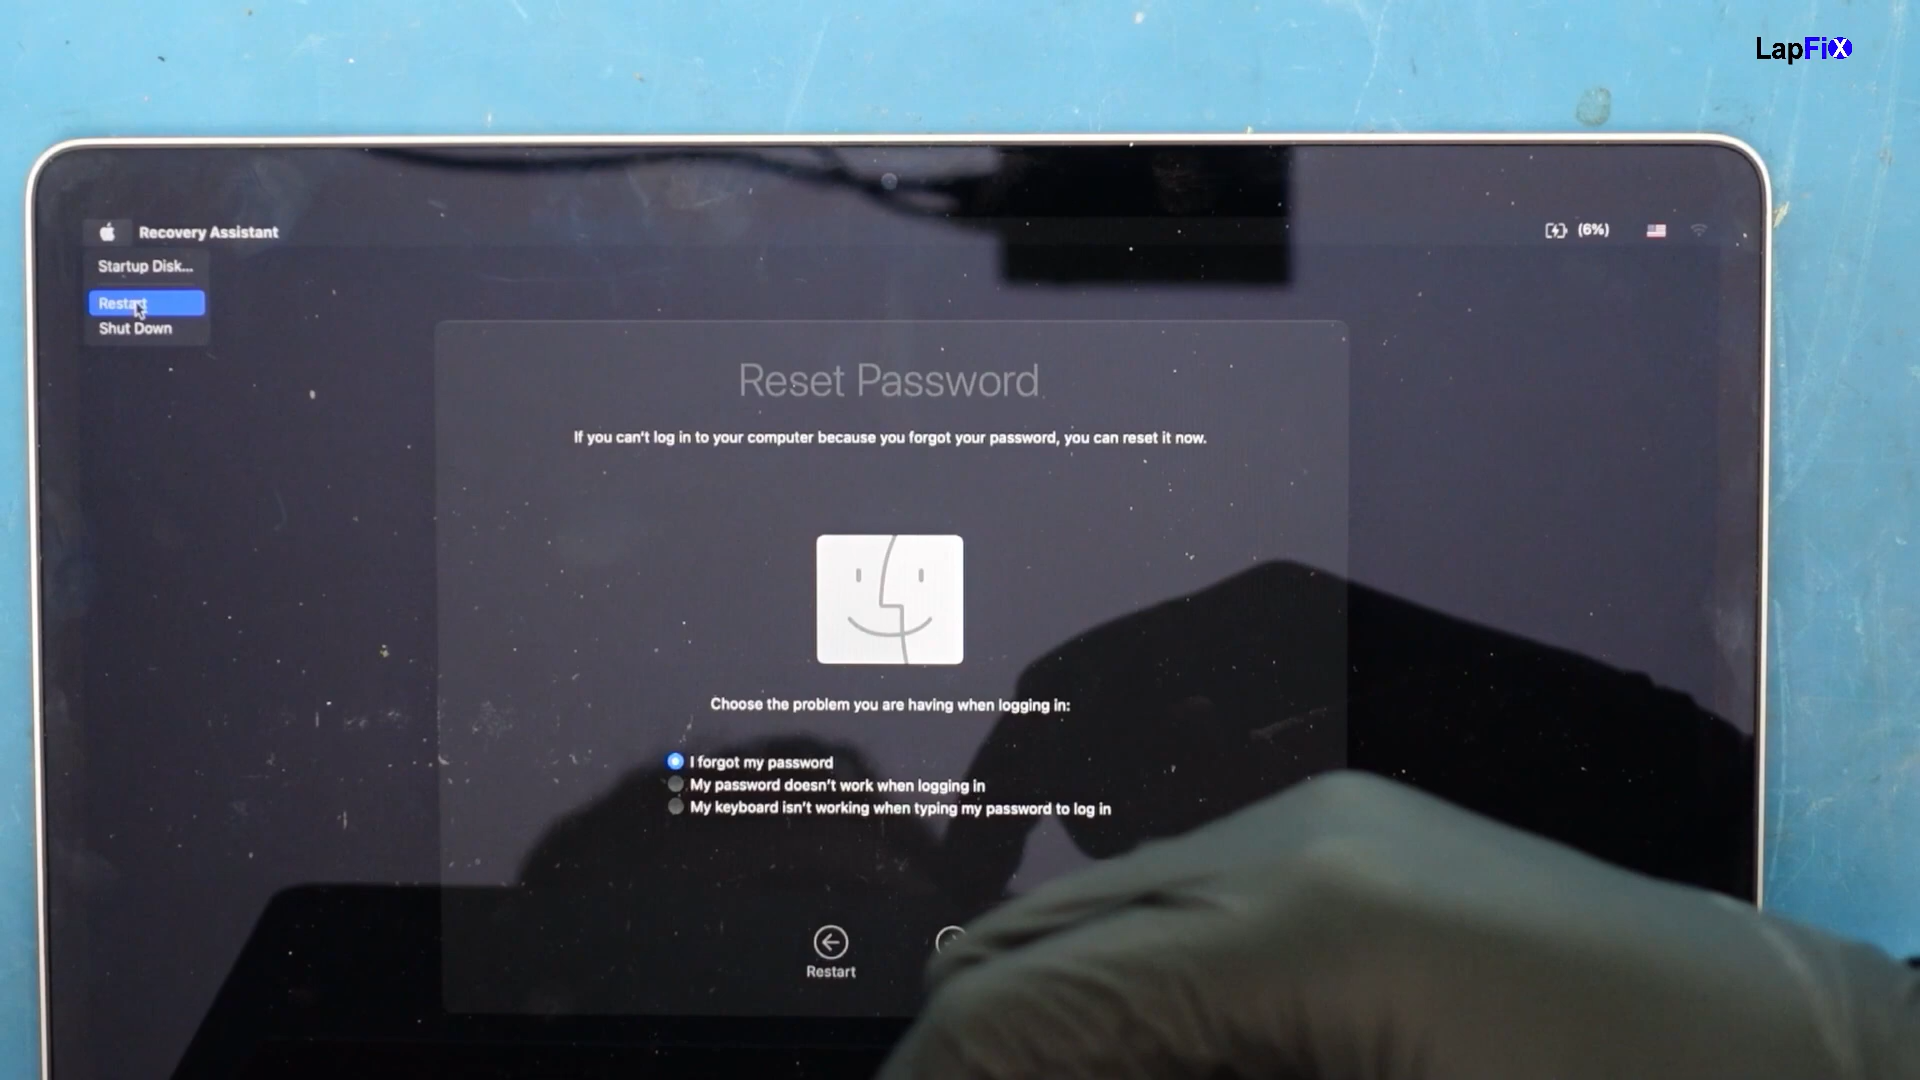 LapFix
Recovery Assistant
(6%)
Startup Disk...
Restart
Shut Down
Reset Password
If you can't log in to your computer because you forgot your password, you can reset it now.
Choose the problem you are having when logging in:
I forgot my password
My password doesn't work when logging in
My keyboard isn't working when typing my password to log in
Restart